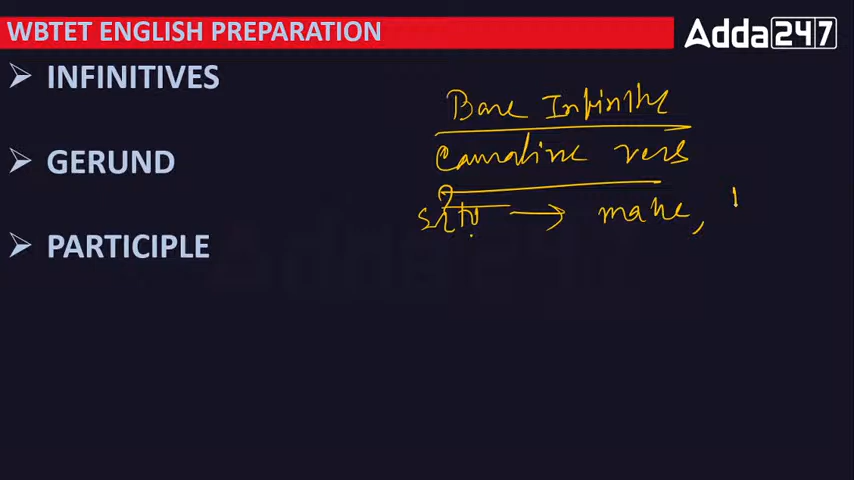 WBTET ENGLISH PREPARATION
Adda247
➢ INFINITIVES
➢ GERUND
➢ PARTICIPLE
Bare Infinitive
Causative verb
→ make,